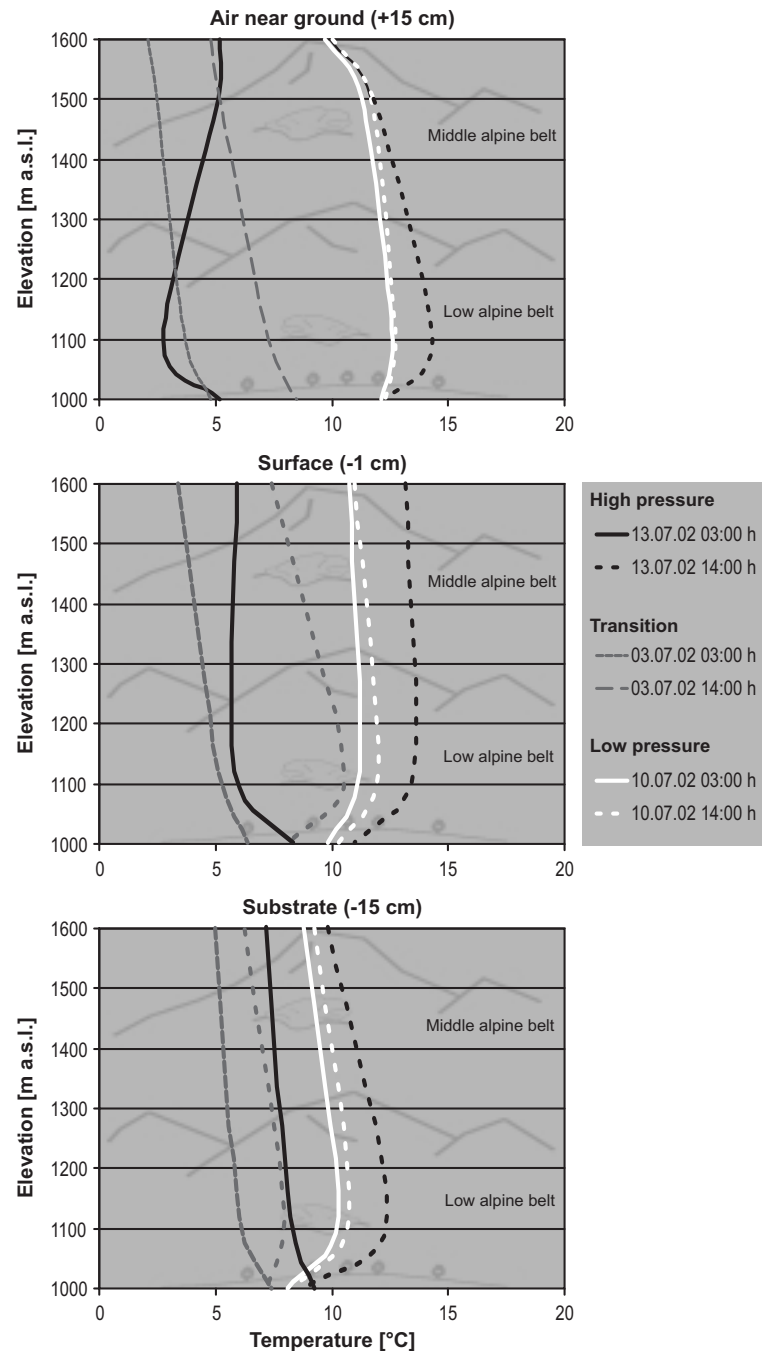 Air near ground (+15 cm)
Elevation [m a.s.l.]
1600
1500
1400
1300
1200
1100
1000
Middle alpine belt
Low alpine belt
0 5 10 15 20
Surface (-1 cm)
Elevation [m a.s.l.]
1600
1500
1400
1300
1200
1100
1000
Middle alpine belt
Low alpine belt
0 5 10 15 20
High pressure
13.07.02 03:00 h
13.07.02 14:00 h
Transition
03.07.02 03:00 h
03.07.02 14:00 h
Low pressure
10.07.02 03:00 h
10.07.02 14:00 h
Substrate (-15 cm)
Elevation [m a.s.l.]
1600
1500
1400
1300
1200
1100
1000
Middle alpine belt
Low alpine belt
0 5 10 15 20
Temperature [°C]